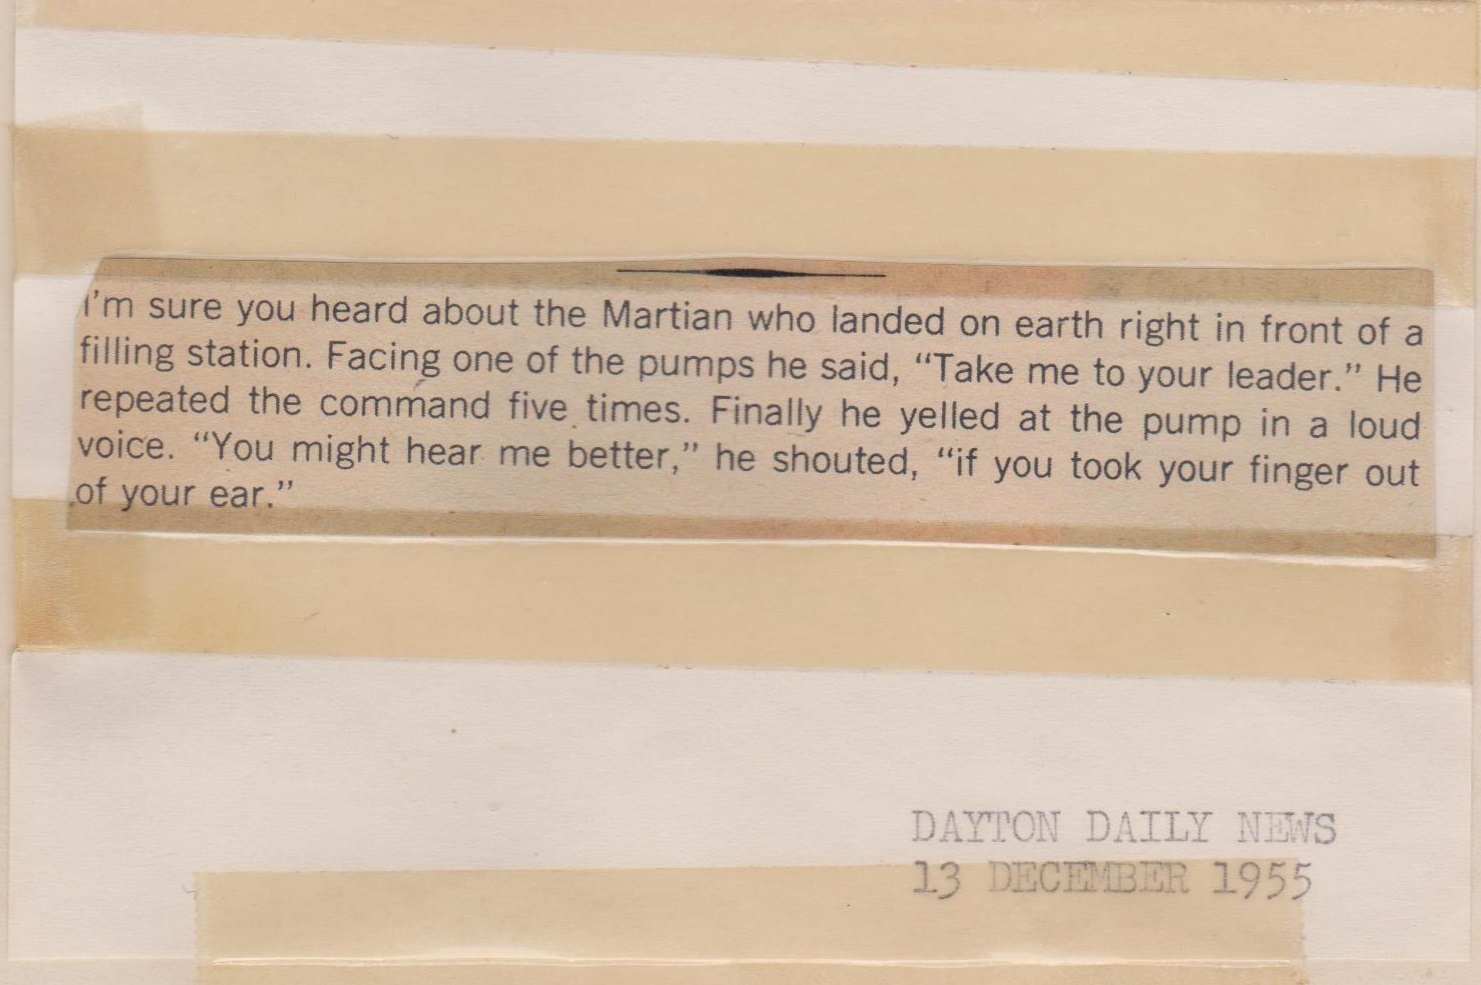 I'm sure you heard about the Martian who landed on earth right in front of a
filling station. Facing one of the pumps he said, “Take me to your leader.” He
repeated the command five times. Finally he yelled at the pump in a loud
voice. “You might hear me better,” he shouted, “if you took your finger out
of your ear.”
DAYTON DAILY NEWS
13 DECEMBER 1955